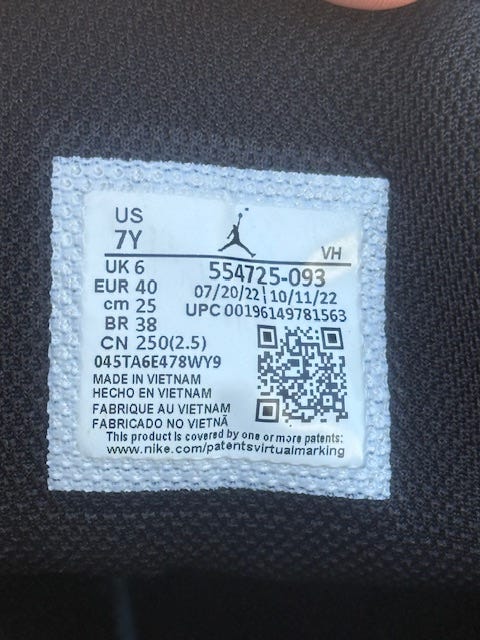 US
7Y
VH
UK 6
554725-093
EUR 40
07/20/22 10/11/22
cm 25
UPC 00196149781563
BR 38
CN 250(2.5)
045TA6E478WY9
MADE IN VIETNAM
HECHO EN VIETNAM
FABRIQUE AU VIETNAM
FABRICADO NO VIETNÃ
This product is covered by one or more patents:
www.nike.com/patentsvirtualmarking